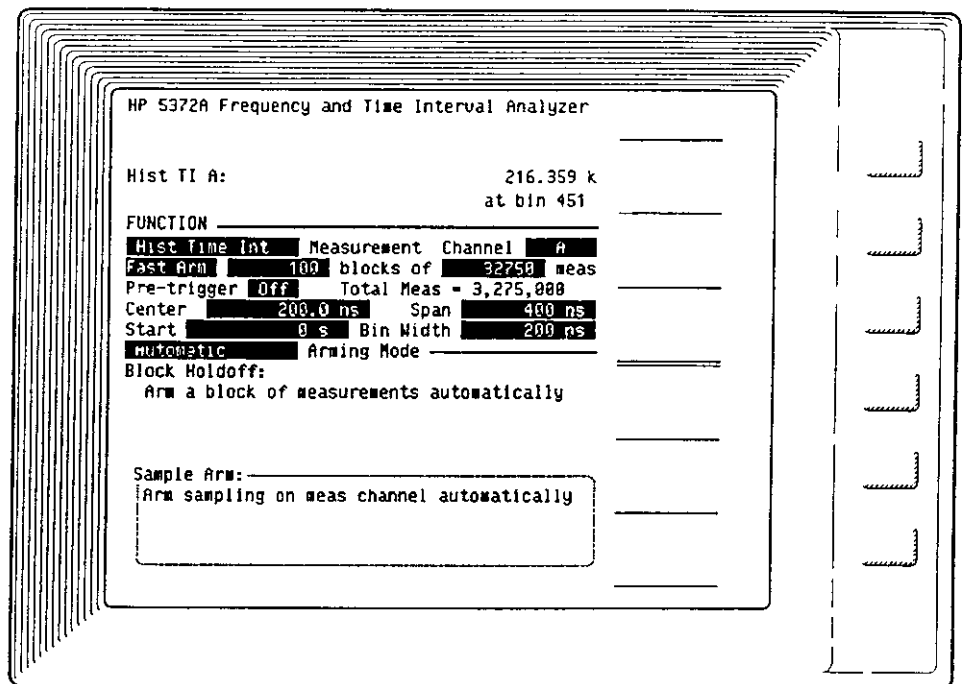 HP 5372A Frequency and Time Interval Analyzer
Hist TI A: 216.359 k
at bin 451
FUNCTION
Hist Time Int Measurement Channel A
Fast Arm 100 blocks of 32750 meas
Pre-trigger Off Total Meas = 3,275,000
Center 200.0 ns Span 400 ns
Start 0 s Bin Width 200 ps
Automatic Arming Mode
Block Holdoff:
Arm a block of measurements automatically
Sample Arm:
Arm sampling on meas channel automatically